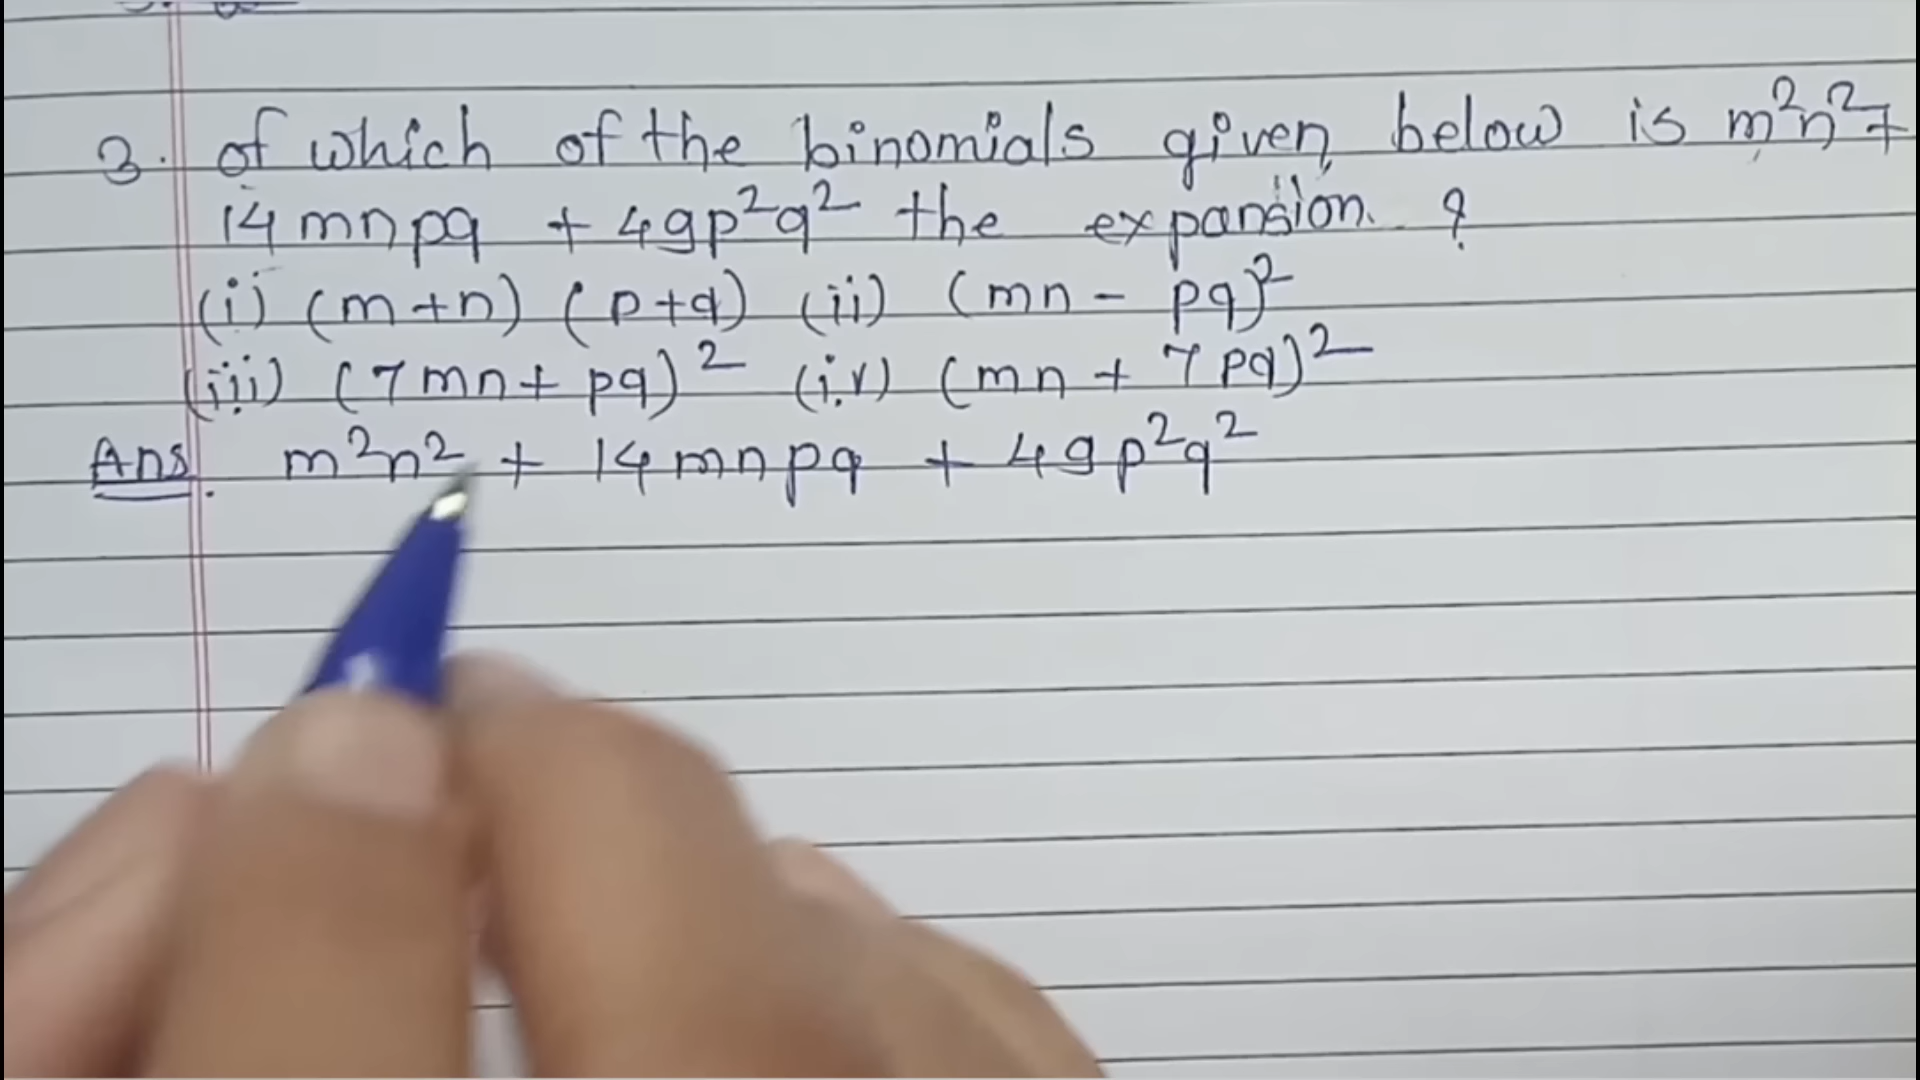 3. of which of the binomials given below is m²n²+
14mnpq + 49p²q² the expansion. ?
(i) (m+n) (p+q) (ii) (mn - pq)²
(iii) (7mn+pq)² (iv) (mn + 7pq)²
Ans. m²n² + 14mnpq + 49p²q²